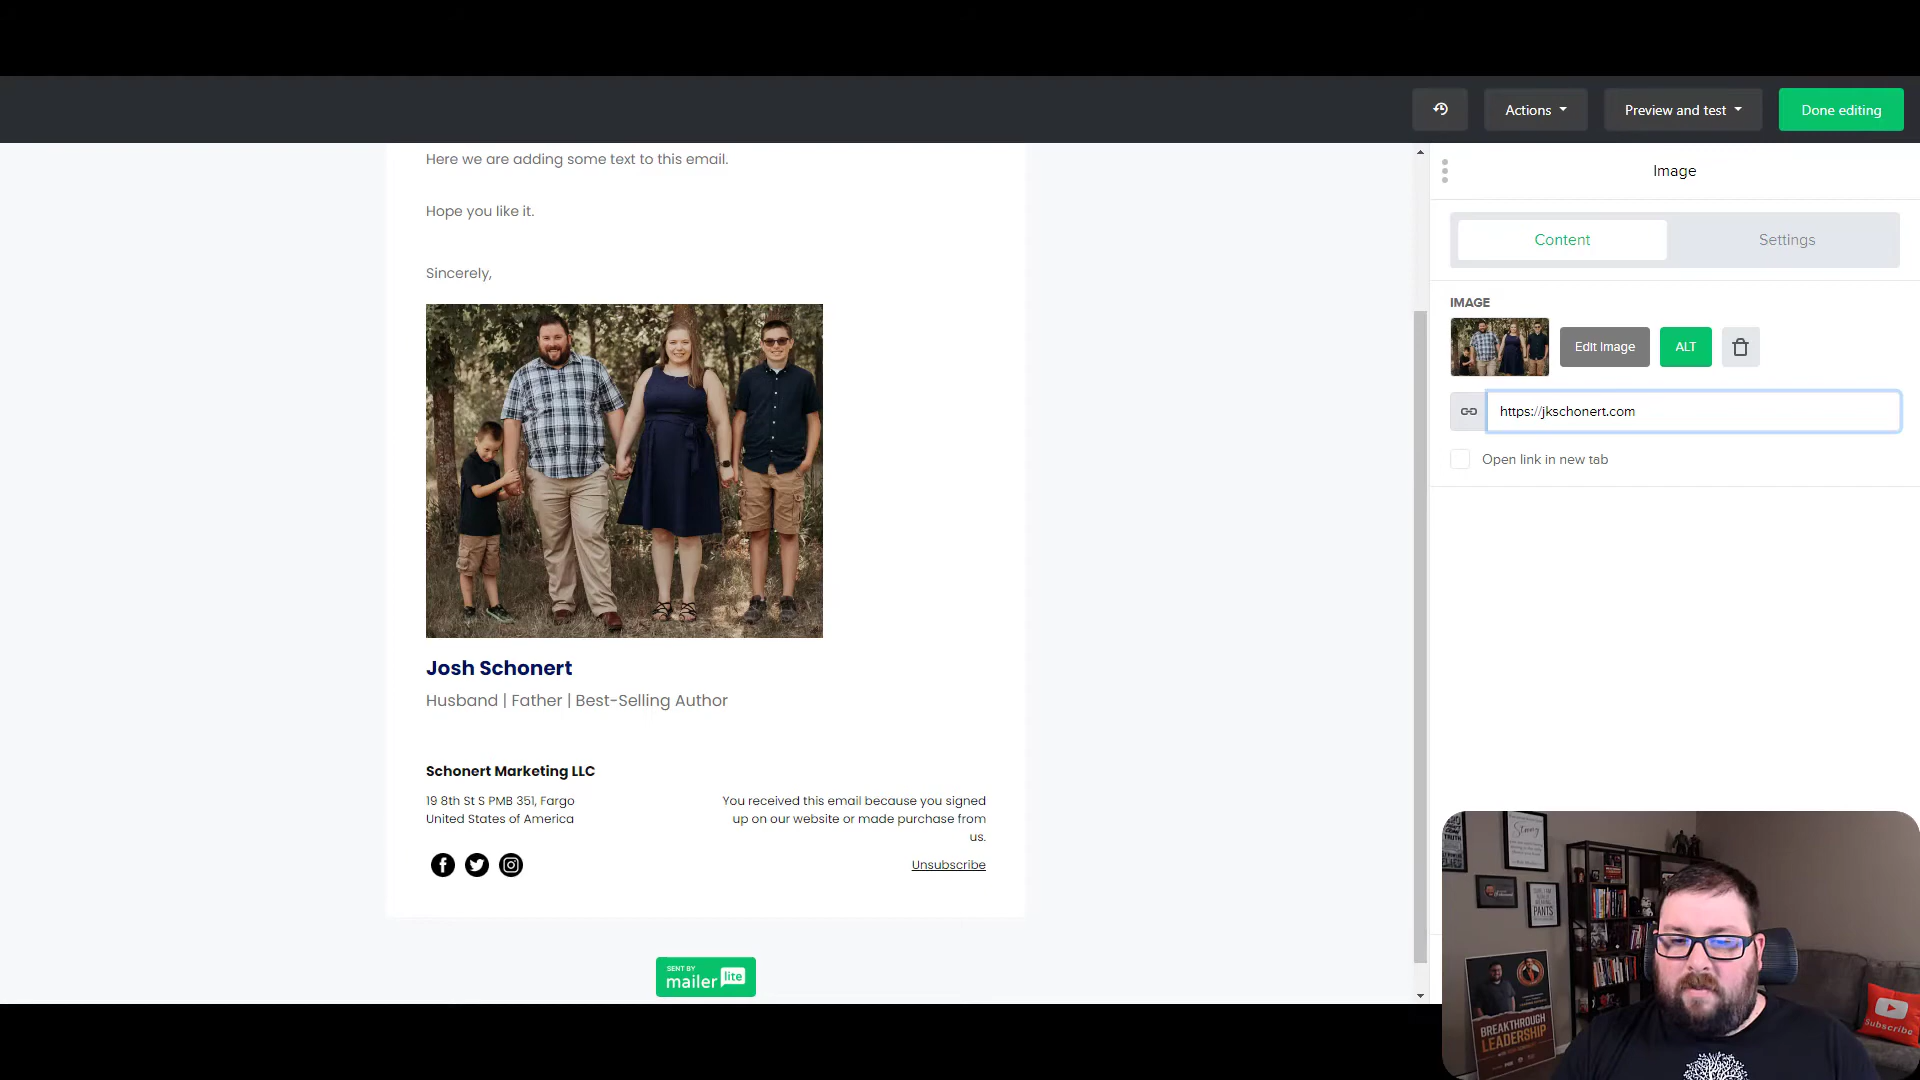 Actions
Preview and test
Done editing
Here we are adding some text to this email.
Hope you like it.
Sincerely,
Josh Schonert
Husband | Father | Best-Selling Author
Schonert Marketing LLC
19 8th St S PMB 351, Fargo
United States of America
You received this email because you signed
up on our website or made purchase from
us.
Unsubscribe
SENT BY
mailer lite
Image
Content
Settings
IMAGE
Edit Image
ALT
https://jkschonert.com
Open link in new tab
Strong
PANTS
BREAKTHROUGH
LEADERSHIP
Subscribe